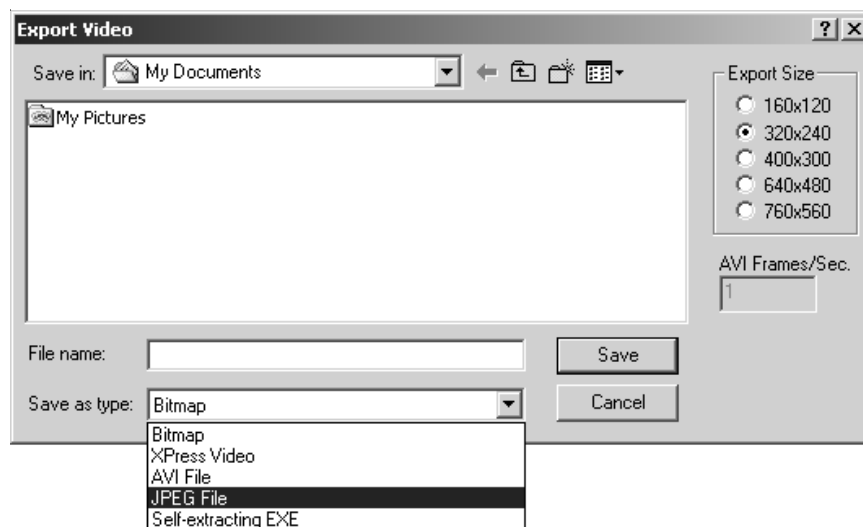 Export Video
Save in: My Documents
My Pictures
Export Size
160x120
320x240
400x300
640x480
760x560
AVI Frames/Sec.
1
File name:
Save
Save as type: Bitmap
Cancel
Bitmap
XPress Video
AVI File
JPEG File
Self-extracting EXE